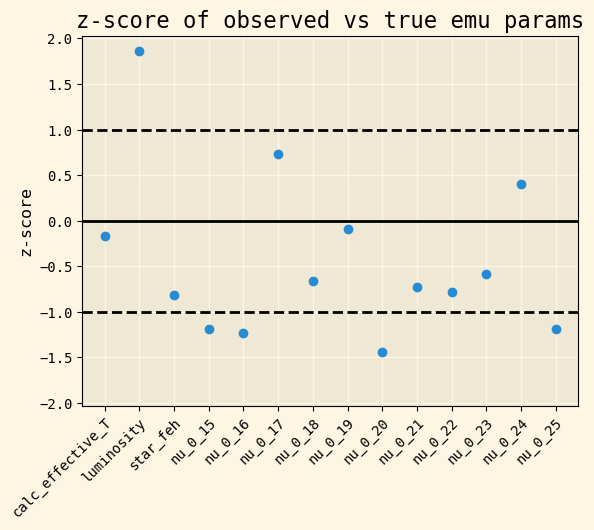 z-score of observed vs true emu params
2.0
1.5
1.0
0.5
0.0
−0.5
−1.0
−1.5
−2.0
z-score
calc_effective_T
luminosity
star_feh
nu_0_15
nu_0_16
nu_0_17
nu_0_18
nu_0_19
nu_0_20
nu_0_21
nu_0_22
nu_0_23
nu_0_24
nu_0_25